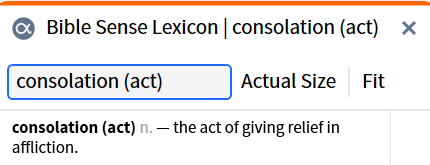 Bible Sense Lexicon | consolation (act)
consolation (act) Actual Size Fit
consolation (act) n. — the act of giving relief in
affliction.